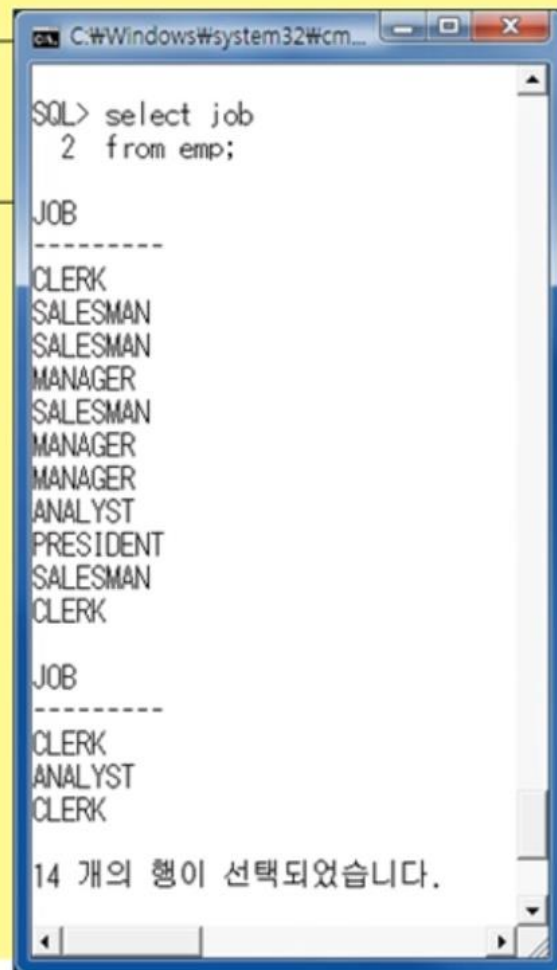 C:₩Windows₩system32₩cm...
SQL> select job
2 from emp;
JOB
---------
CLERK
SALESMAN
SALESMAN
MANAGER
SALESMAN
MANAGER
MANAGER
ANALYST
PRESIDENT
SALESMAN
CLERK
JOB
---------
CLERK
ANALYST
CLERK
14 개의 행이 선택되었습니다.